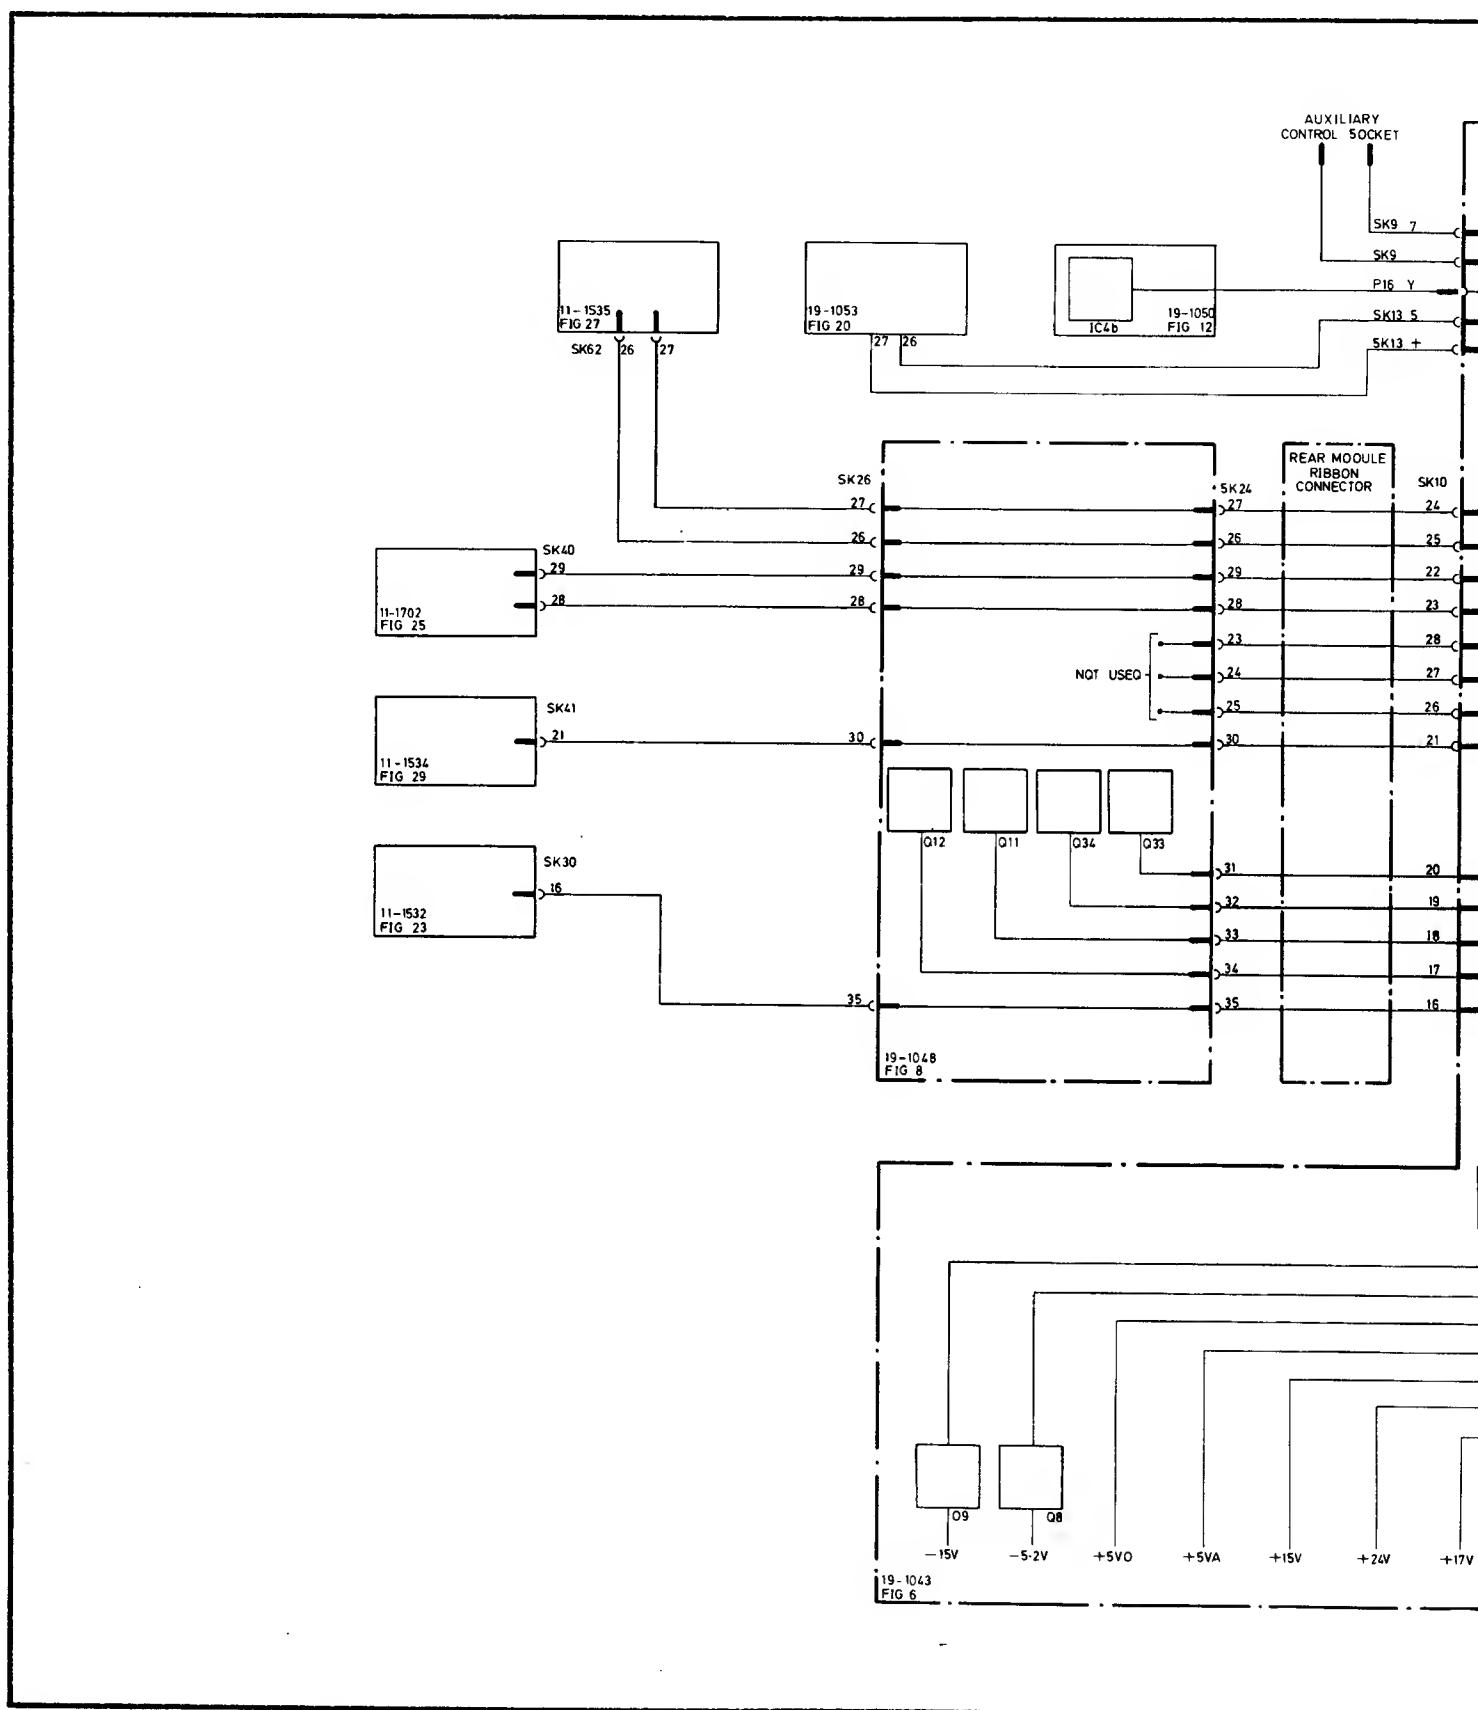 AUXILIARY
CONTROL SOCKET
SK9 7
SK9
P16 Y
SK13 5
SK13 +
11-1535
FIG 27
SK62 26 27
19-1053
FIG 20
27 26
IC4b
19-1050
FIG 12
REAR MODULE
RIBBON
CONNECTOR
SK26
SK24
SK10
27 27 24
26 26 25
SK40
29 29 29 22
28 28 28 23
11-1702
FIG 25
23 28
NOT USED
24 27
25 26
SK41
21 30 30 21
11-1534
FIG 29
Q12 Q11 Q34 Q33
31 20
SK30
16
32 19
11-1532
FIG 23
33 18
34 17
35 35 16
19-1048
FIG 8
Q9 Q8
-15V -5·2V +5VO +5VA +15V +24V +17V
19-1043
FIG 6